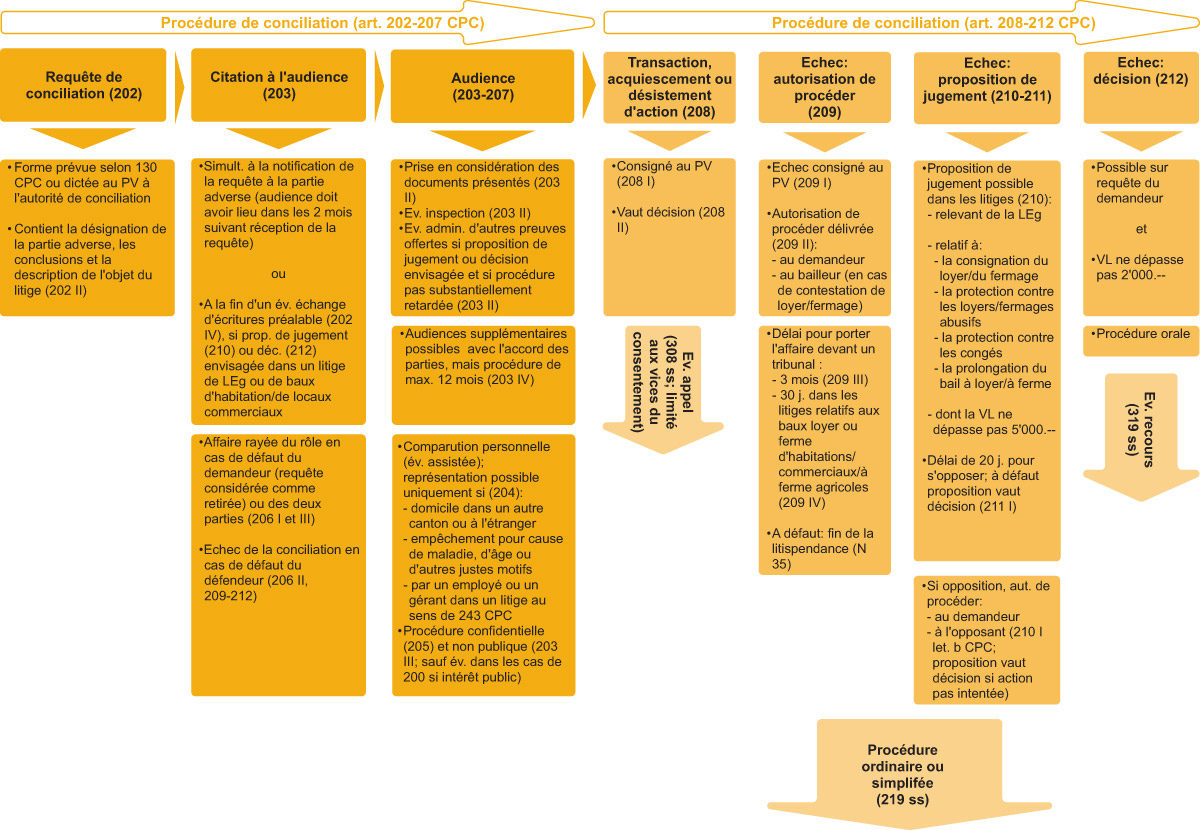 Procédure de conciliation (art. 202-207 CPC)
Procédure de conciliation (art. 208-212 CPC)
Requête de
conciliation (202)
•Forme prévue selon 130
CPC ou dictée au PV à
l'autorité de conciliation
•Contient la désignation de
la partie adverse, les
conclusions et la
description de l'objet du
litige (202 II)
Citation à l'audience
(203)
•Simult. à la notification de
la requête à la partie
adverse (audience doit
avoir lieu dans les 2 mois
suivant réception de la
requête)
ou
•A la fin d'un év. échange
d'écritures préalable (202
IV), si prop. de jugement
(210) ou déc. (212)
envisagée dans un litige
de LEg ou de baux
d'habitation/de locaux
commerciaux
•Affaire rayée du rôle en
cas de défaut du
demandeur (requête
considérée comme
retirée) ou des deux
parties (206 I et III)
•Echec de la conciliation en
cas de défaut du
défendeur (206 II,
209-212)
Audience
(203-207)
•Prise en considération des
documents présentés (203
II)
•Ev. inspection (203 II)
•Ev. admin. d'autres preuves
offertes si proposition de
jugement ou décision
envisagée et si procédure
pas substantiellement
retardée (203 II)
•Audiences supplémentaires
possibles avec l'accord des
parties, mais procédure de
max. 12 mois (203 IV)
•Comparution personnelle
(év. assistée);
représentation possible
uniquement si (204):
- domicile dans un autre
canton ou à l'étranger
- empêchement pour cause
de maladie, d'âge ou
d'autres justes motifs
- par un employé ou un
gérant dans un litige au
sens de 243 CPC
•Procédure confidentielle
(205) et non publique (203
III; sauf év. dans les cas de
200 si intérêt public)
Transaction,
acquiescement ou
désistement
d'action (208)
•Consigné au PV
(208 I)
•Vaut décision (208
II)
Ev. appel
(308 ss; limité
aux vices du
consentement)
Echec:
autorisation de
procéder
(209)
•Echec consigné au
PV (209 I)
•Autorisation de
procéder délivrée
(209 II):
- au demandeur
- au bailleur (en cas
de contestation de
loyer/fermage)
•Délai pour porter
l'affaire devant un
tribunal :
- 3 mois (209 III)
- 30 j. dans les
litiges relatifs aux
baux loyer ou
ferme
d'habitations/
commerciaux/à
ferme agricoles
(209 IV)
•A défaut: fin de la
litispendance (N
35)
Echec:
proposition de
jugement (210-211)
•Proposition de
jugement possible
dans les litiges (210):
- relevant de la LEg
- relatif à:
- la consignation du
loyer/du fermage
- la protection contre
les loyers/fermages
abusifs
- la protection contre
les congés
- la prolongation du
bail à loyer/à ferme
- dont la VL ne
dépasse pas 5'000.--
•Délai de 20 j. pour
s'opposer; à défaut
proposition vaut
décision (211 I)
•Si opposition, aut. de
procéder:
- au demandeur
- à l'opposant (210 I
let. b CPC;
proposition vaut
décision si action
pas intentée)
Echec:
décision (212)
•Possible sur
requête du
demandeur
et
•VL ne dépasse
pas 2'000.--
•Procédure orale
Ev. recours
(319 ss)
Procédure
ordinaire ou
simplifée
(219 ss)